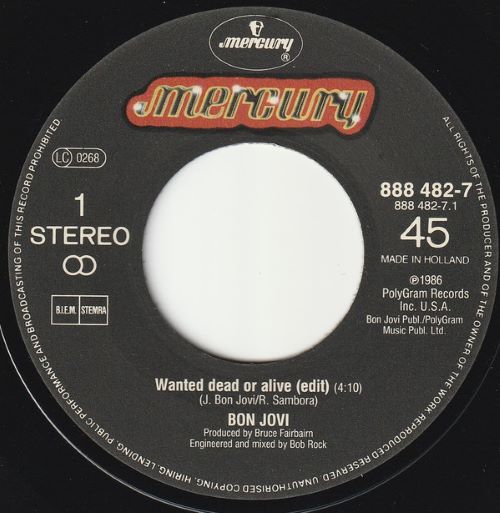 mercury
®
mercury
LC 0268
1
STEREO
B.I.E.M. STEMRA
888 482-7
888 482-7.1
45
MADE IN HOLLAND
℗1986
PolyGram Records
Inc. U.S.A.
Bon Jovi Publ./PolyGram
Music Publ. Ltd.
Wanted dead or alive (edit) (4:10)
(J. Bon Jovi/R. Sambora)
BON JOVI
Produced by Bruce Fairbairn
Engineered and mixed by Bob Rock
ALL RIGHTS OF THE PRODUCER AND OF THE OWNER OF THE WORK REPRODUCED RESERVED UNAUTHORISED COPYING, HIRING, LENDING, PUBLIC PERFORMANCE AND BROADCASTING OF THIS RECORD PROHIBITED